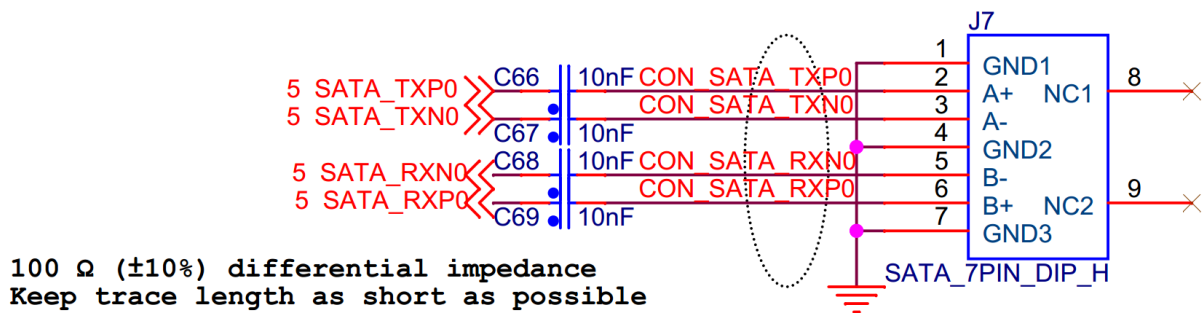 J7
1 GND1
5 SATA_TXP0 C66 10nF CON_SATA_TXP0 2 A+ NC1 8
5 SATA_TXN0 C67 10nF CON_SATA_TXN0 3 A-
4 GND2
5 SATA_RXN0 C68 10nF CON_SATA_RXN0 5 B-
5 SATA_RXP0 C69 10nF CON_SATA_RXP0 6 B+ NC2 9
7 GND3
SATA_7PIN_DIP_H
100 Ω (±10%) differential impedance
Keep trace length as short as possible